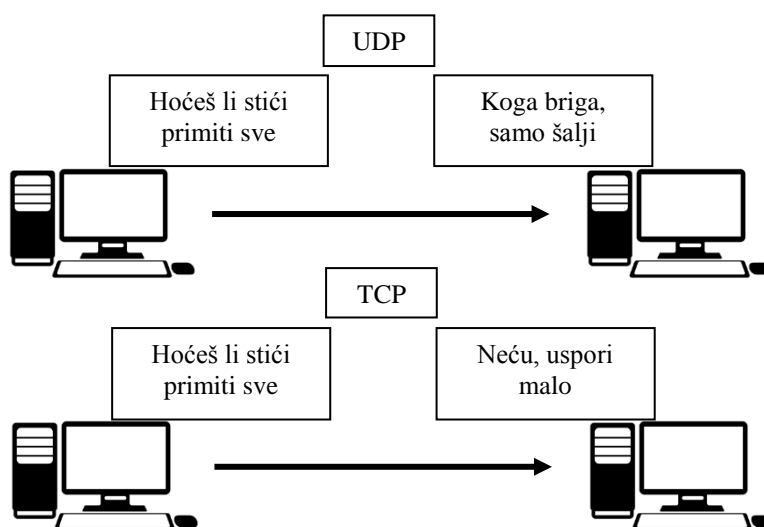 UDP
Hoćeš li stići
primiti sve
Koga briga,
samo šalji
TCP
Hoćeš li stići
primiti sve
Neću, uspori
malo